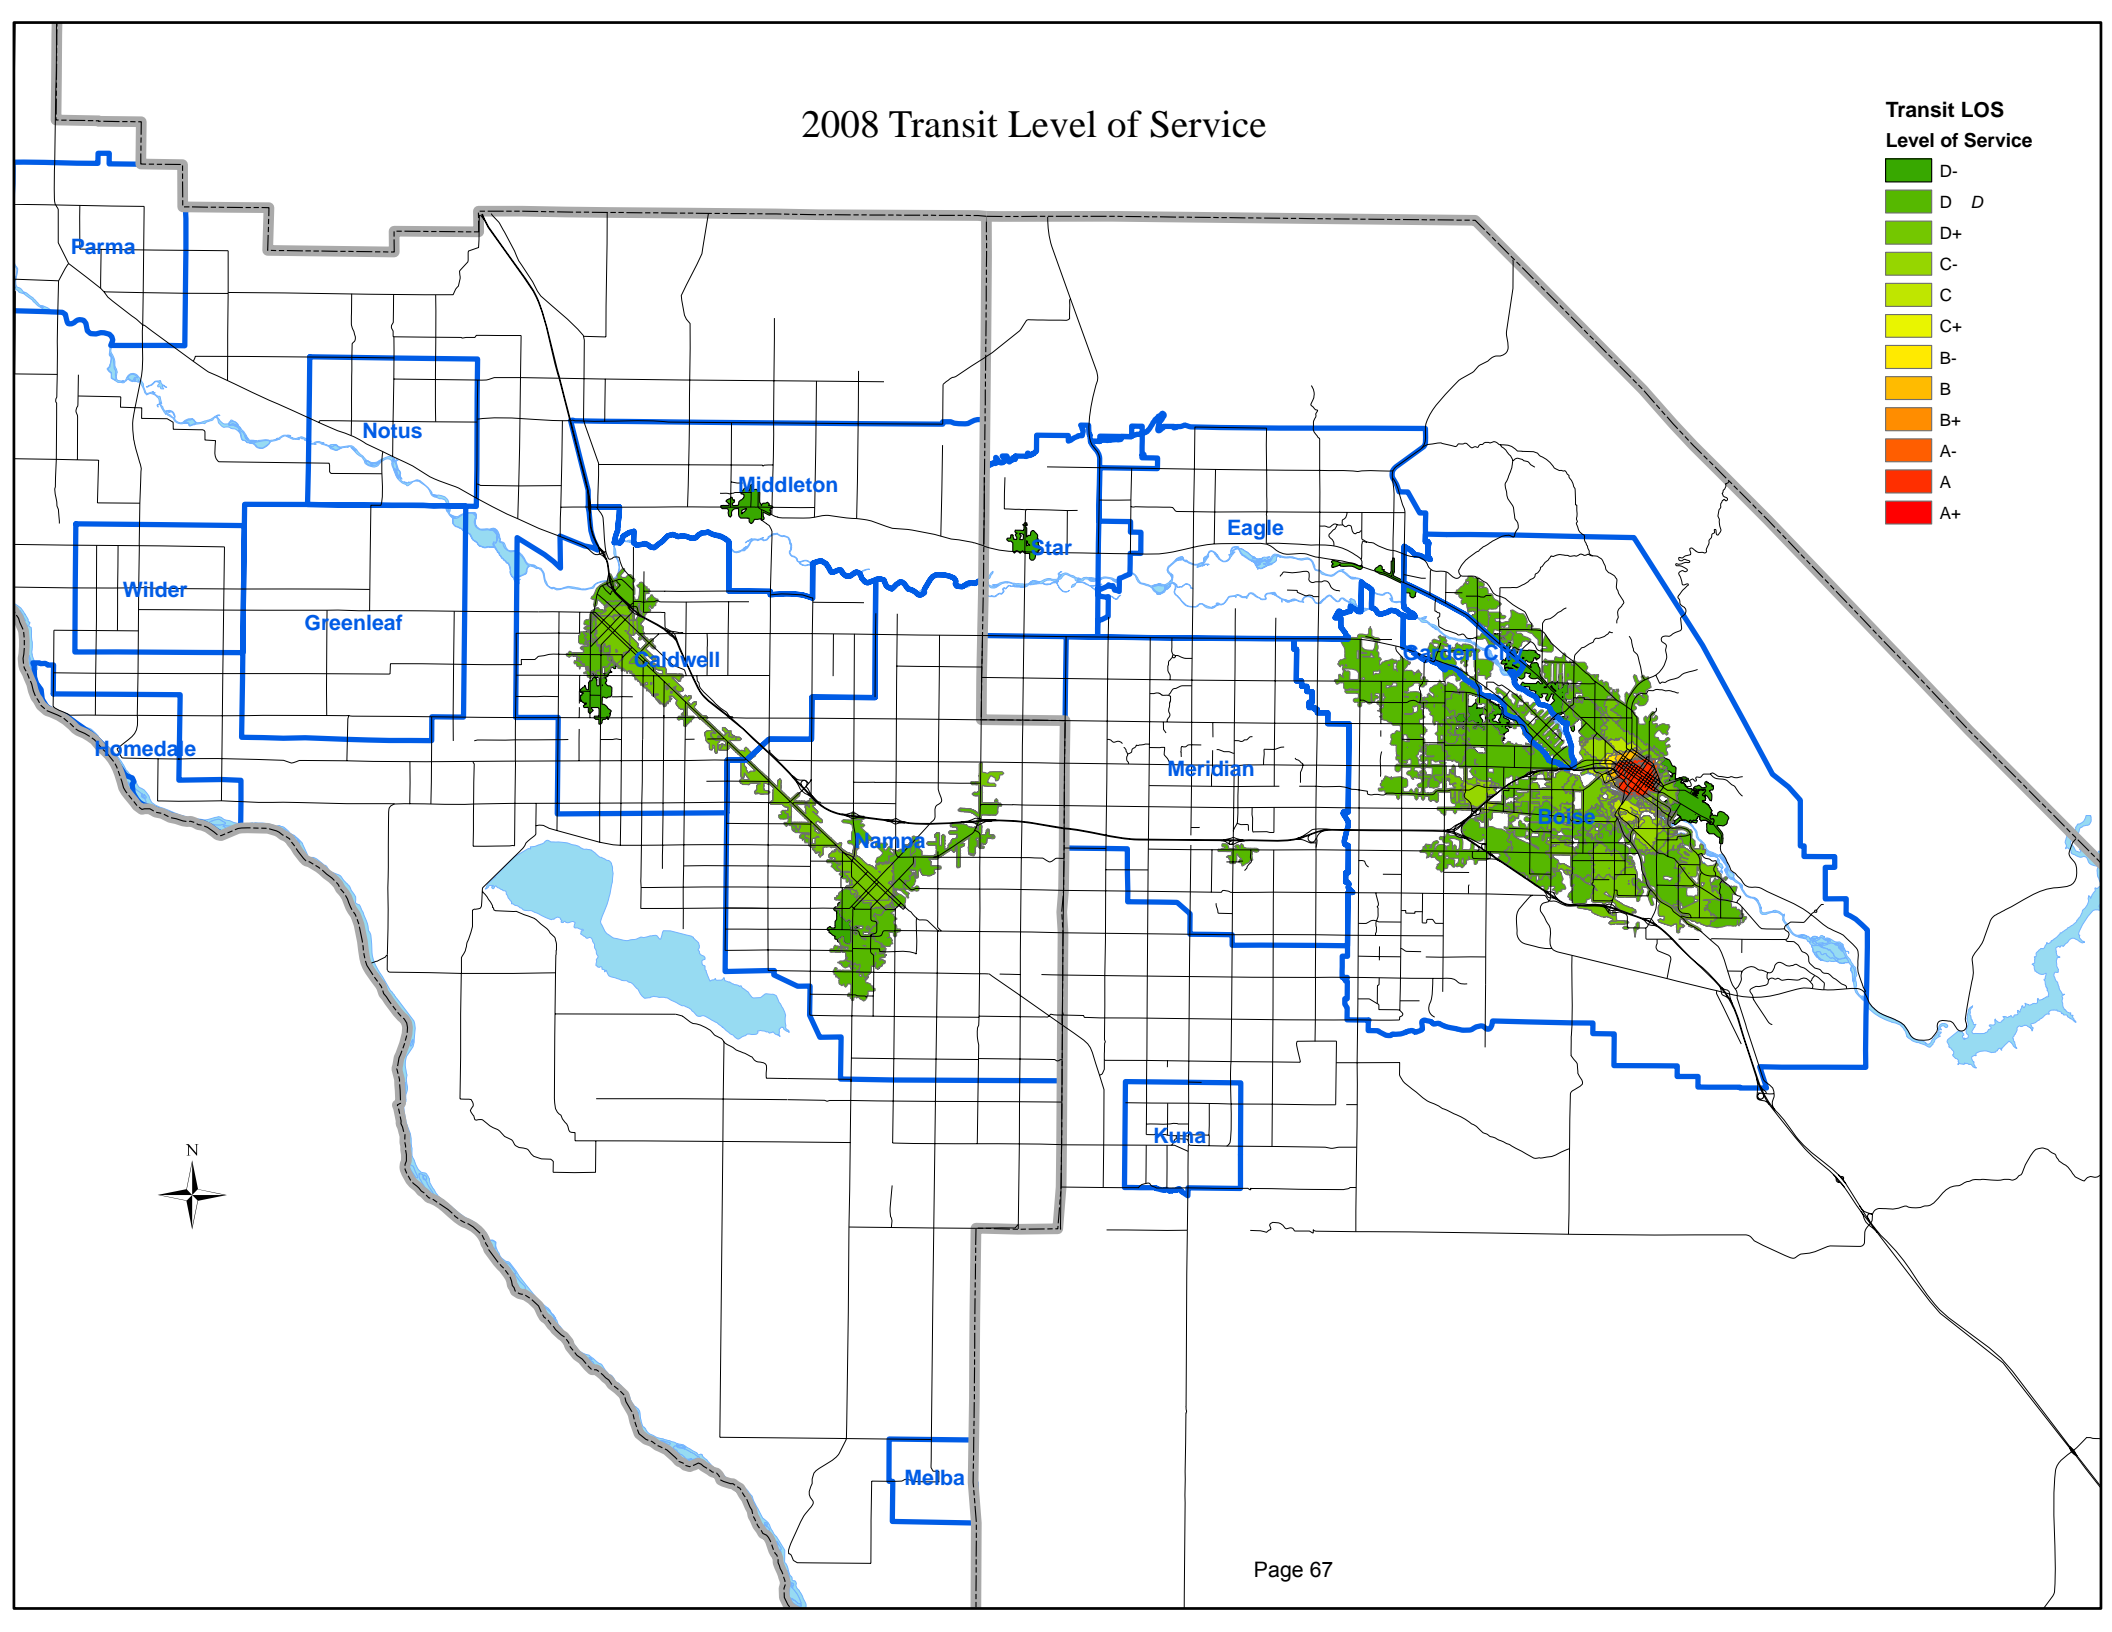 2008 Transit Level of Service
Transit LOS
Level of Service
D-
D D
D+
C-
C
C+
B-
B
B+
A-
A
A+
Parma
Notus
Middleton
Eagle
Star
Wilder
Greenleaf
Caldwell
Garden City
Homedale
Meridian
Boise
Nampa
Kuna
N
Melba
Page 67